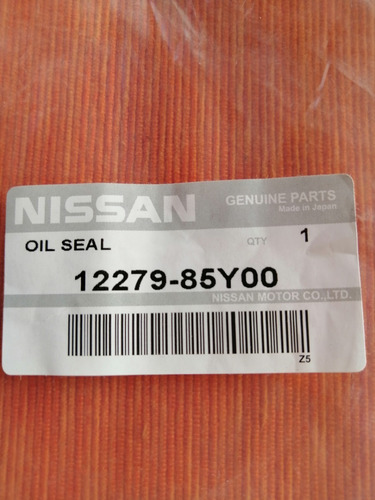 NISSAN
GENUINE PARTS
Made in Japan
OIL SEAL QTY 1
12279-85Y00
NISSAN MOTOR CO.,LTD.
Z5